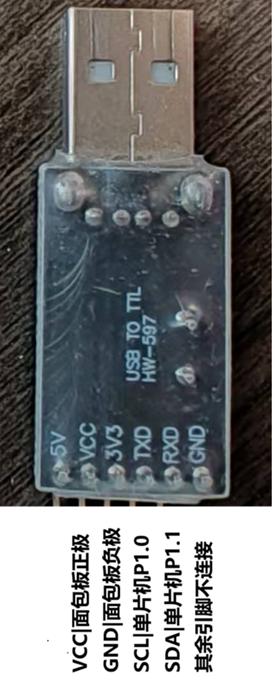 USB TO TTL
HW-597
5V
VCC
3V3
TXD
RXD
GND
VCC|面包板正极
GND|面包板负极
SCL|单片机P1.0
SDA|单片机P1.1
其余引脚不连接